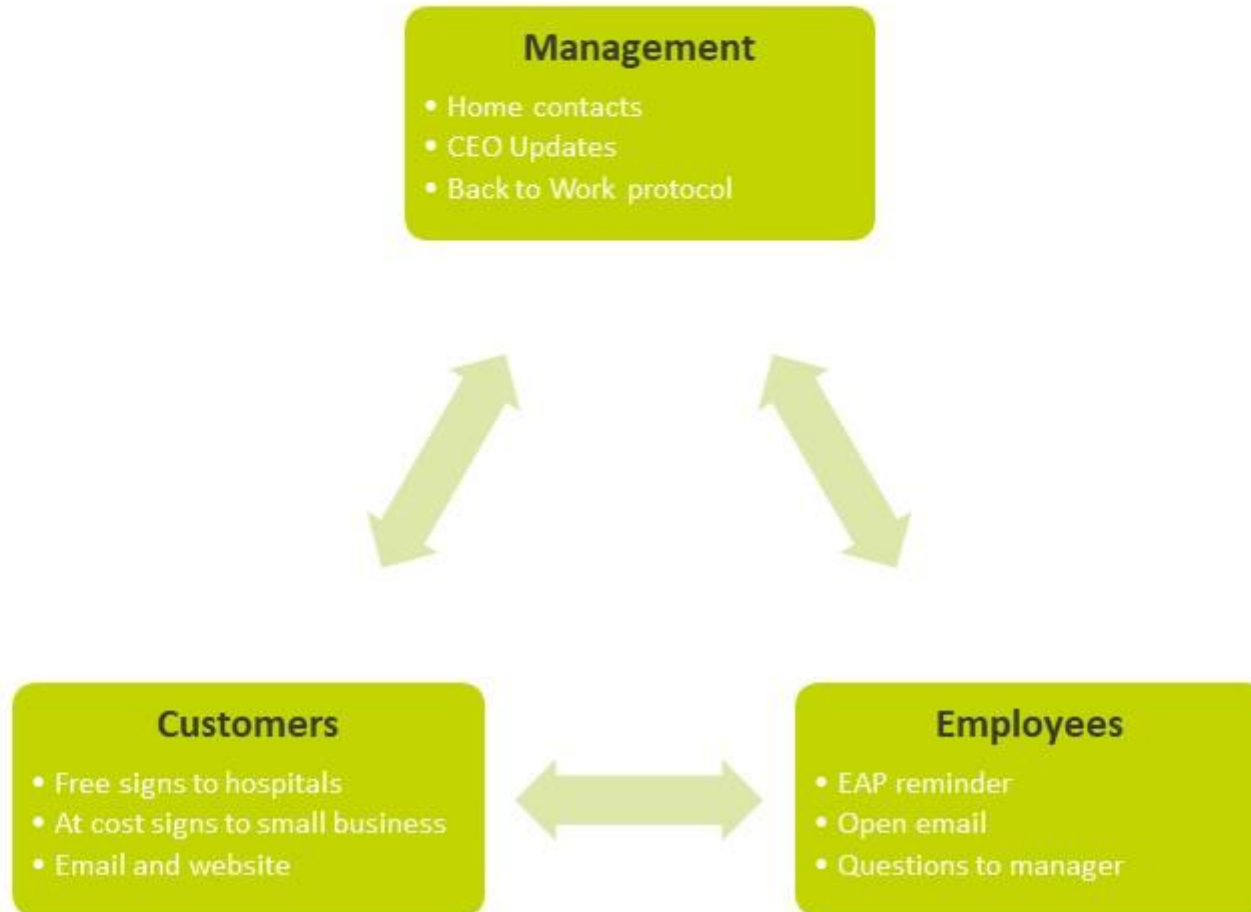 Management
• Home contacts
• CEO Updates
• Back to Work protocol
Customers
• Free signs to hospitals
• At cost signs to small business
• Email and website
Employees
• EAP reminder
• Open email
• Questions to manager